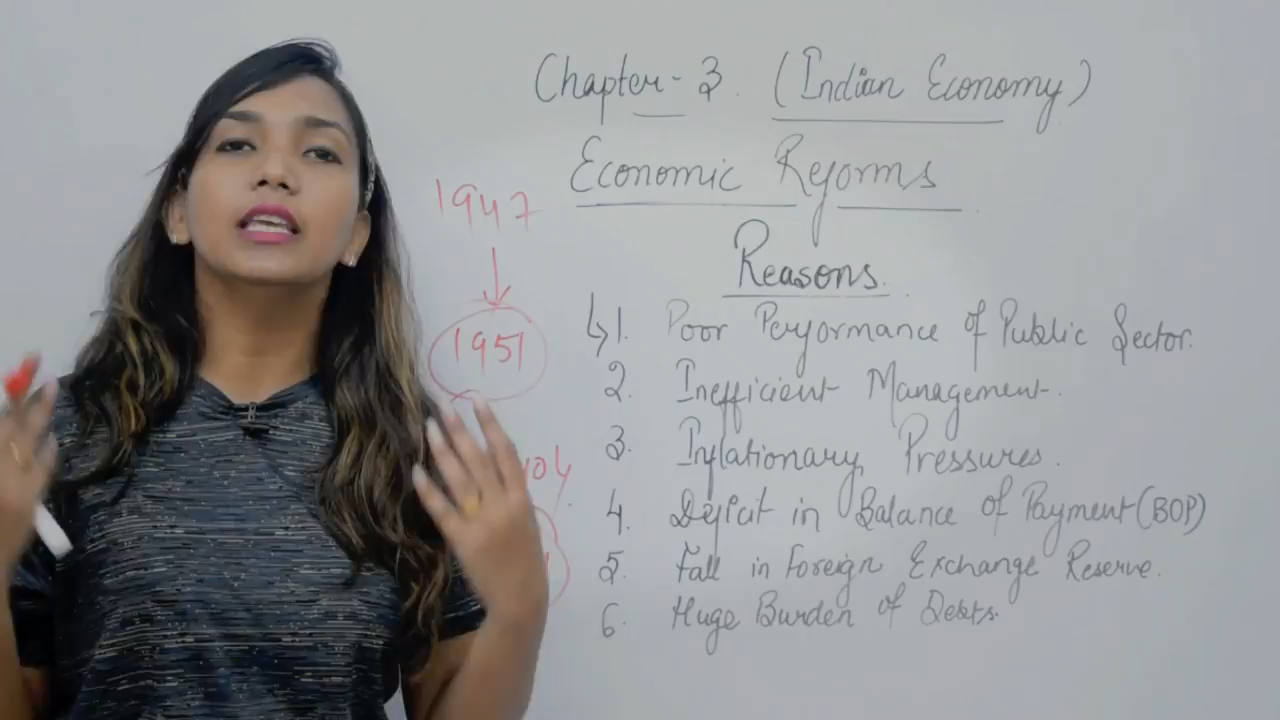 Chapter-3 (Indian Economy)
Economic Reforms
Reasons.
1. Poor Performance of Public Sector.
2. Inefficient Management.
3. Inflationary Pressures.
4. Deficit in Balance of Payment (BOP)
5. Fall in Foreign Exchange Reserve.
6. Huge Burden of Debts.
1947
1951